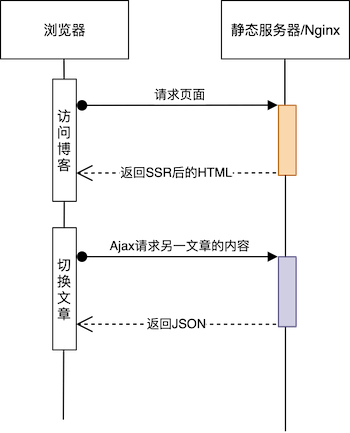 浏览器
静态服务器/Nginx
访问博客
请求页面
返回SSR后的HTML
切换文章
Ajax请求另一文章的内容
返回JSON